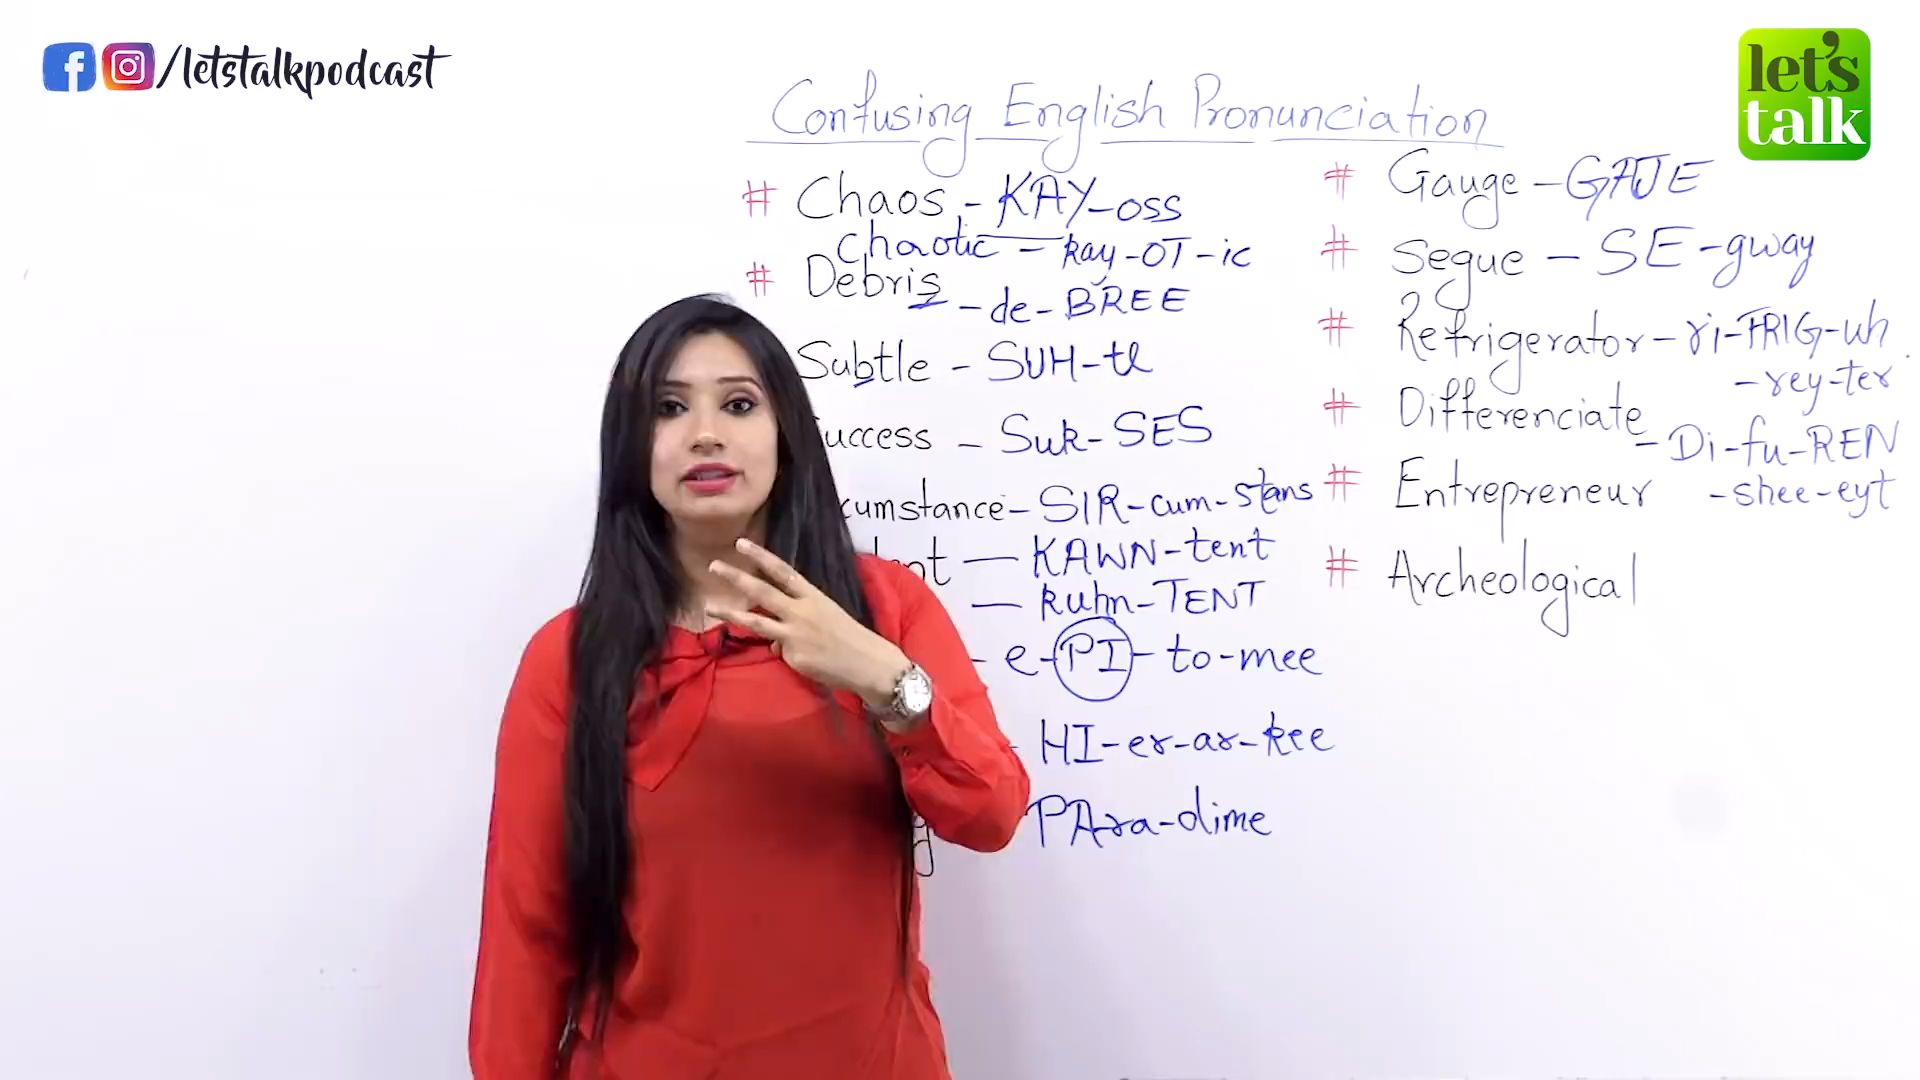 /letstalkpodcast
let's
talk
Confusing English Pronunciation
# Chaos - KAY-oss
Chaotic - kay-OT-ic
# Debris - de-BREE
Subtle - SUH-tl
uccess - Suk-SES
cumstance - SIR-cum-stans
— KAWN-tent
— kuhn-TENT
- e-PI-to-mee
- HI-er-ar-kee
PAra-dime
# Gauge - GAJE
# Segue - SE-gway
# Refrigerator - ri-FRIG-uh
-rey-ter
# Differenciate - Di-fu-REN
-shee-eyt
# Entrepreneur
# Archeological